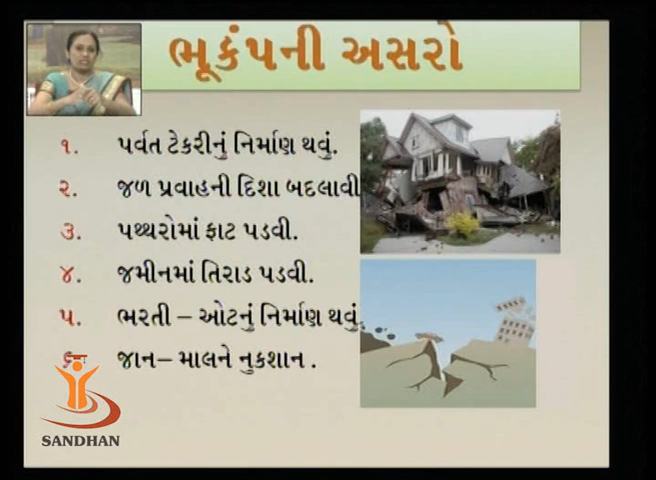 ભૂકંપની અસરો
૧. પર્વત ટેકરીનું નિર્માણ થવું.
૨. જળ પ્રવાહની દિશા બદલાવી
૩. પથ્થરોમાં ફાટ પડવી.
૪. જમીનમાં તિરાડ પડવી.
૫. ભરતી – ઓટનું નિર્માણ થવું.
જાન– માલને નુકશાન .
SANDHAN